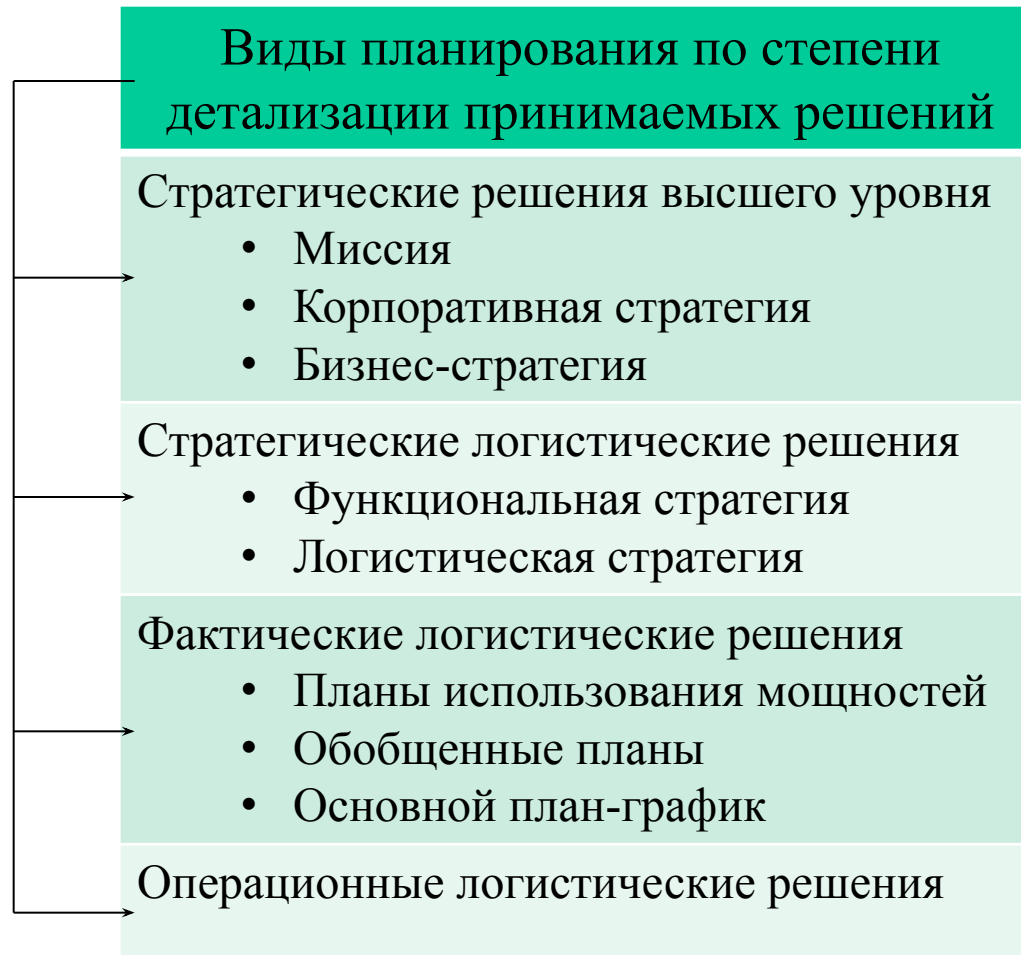 Виды планирования по степени
детализации принимаемых решений
Стратегические решения высшего уровня
• Миссия
• Корпоративная стратегия
• Бизнес-стратегия
Стратегические логистические решения
• Функциональная стратегия
• Логистическая стратегия
Фактические логистические решения
• Планы использования мощностей
• Обобщенные планы
• Основной план-график
Операционные логистические решения